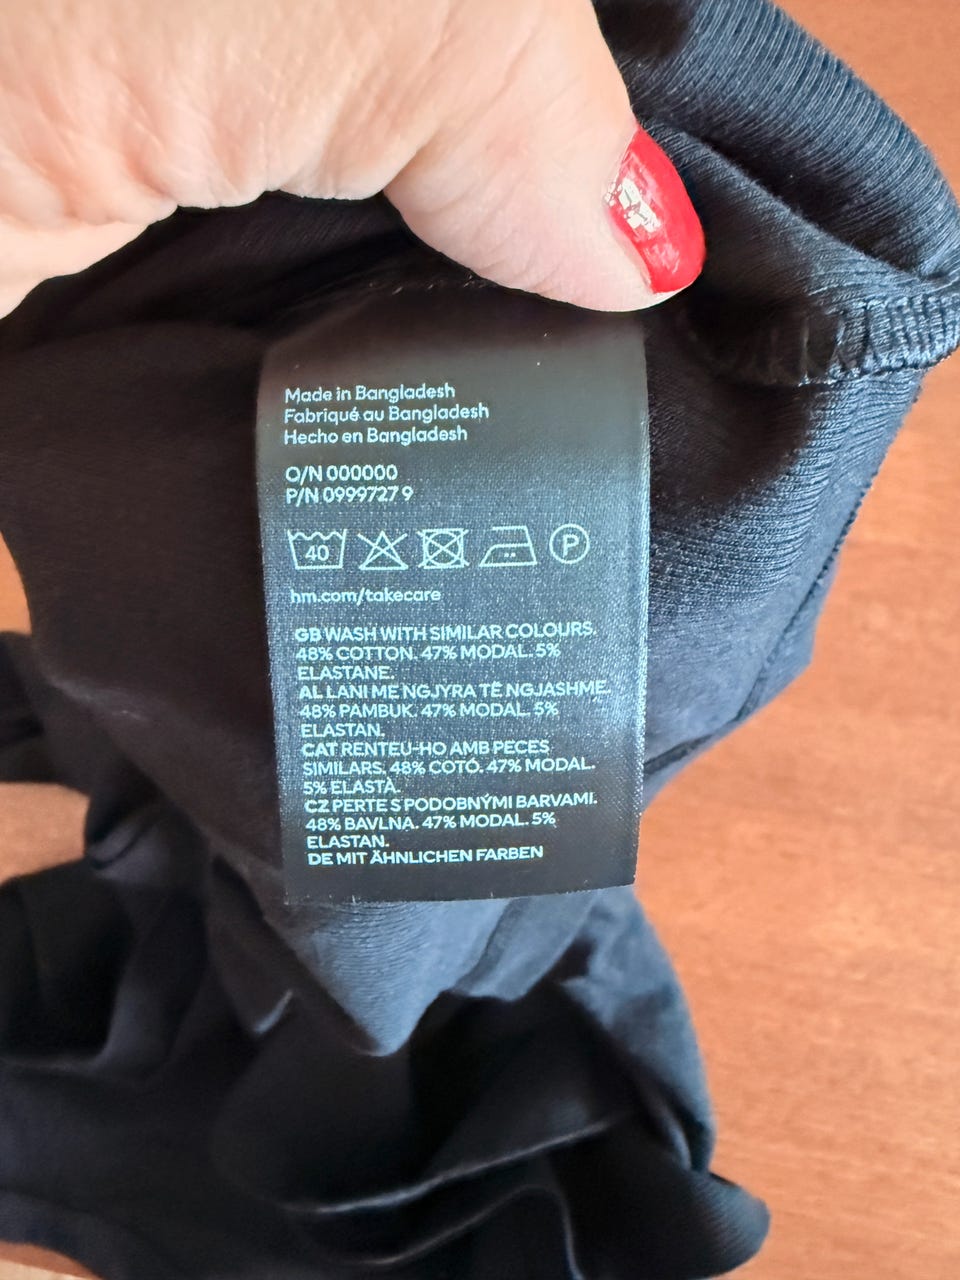 Made in Bangladesh
Fabriqué au Bangladesh
Hecho en Bangladesh
O/N 000000
P/N 0999727 9
40 P
hm.com/takecare
GB WASH WITH SIMILAR COLOURS.
48% COTTON. 47% MODAL. 5%
ELASTANE.
AL LANI ME NGJYRA TË NGJASHME.
48% PAMBUK. 47% MODAL. 5%
ELASTAN.
CAT RENTEU-HO AMB PECES
SIMILARS. 48% COTÓ. 47% MODAL.
5% ELASTÀ.
CZ PERTE S PODOBNÝMI BARVAMI.
48% BAVLNA. 47% MODAL. 5%
ELASTAN.
DE MIT ÄHNLICHEN FARBEN